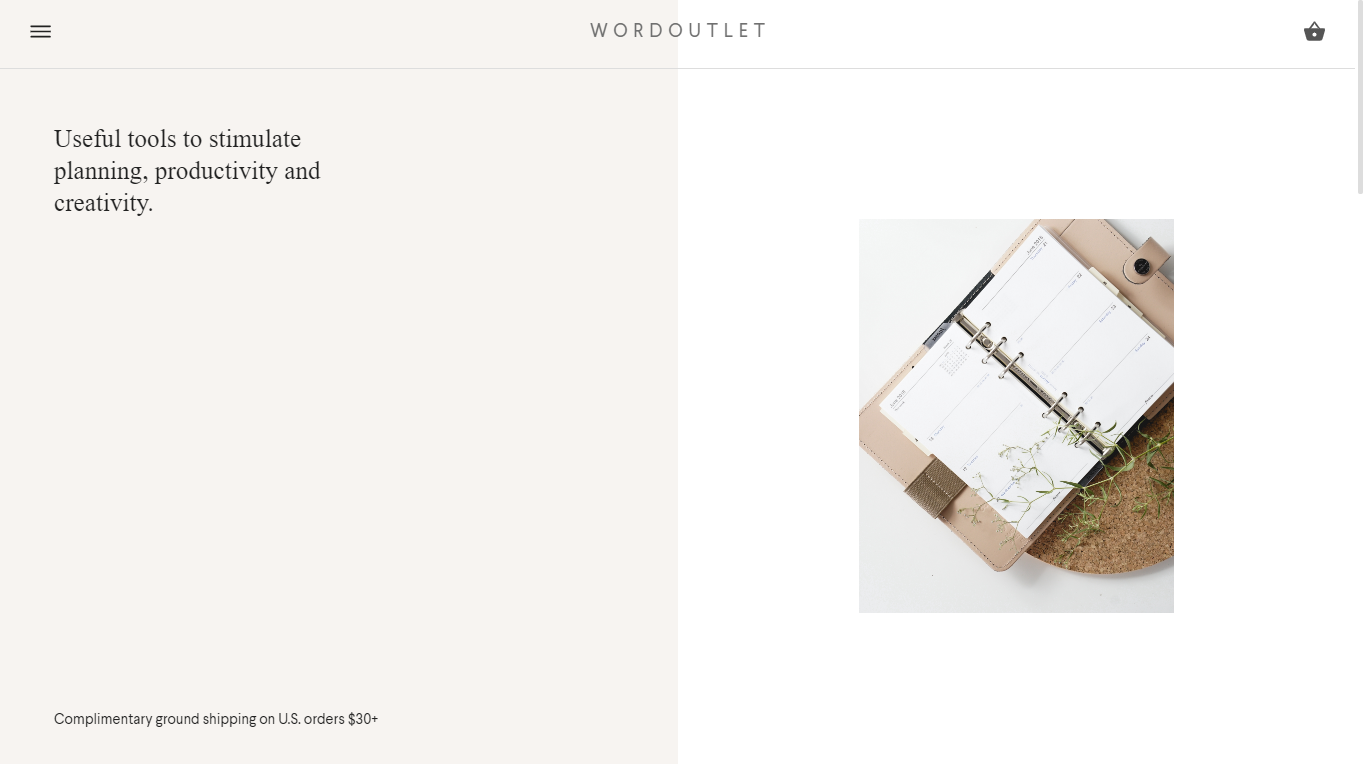 WORDOUTLET
Useful tools to stimulate
planning, productivity and
creativity.
Complimentary ground shipping on U.S. orders $30+